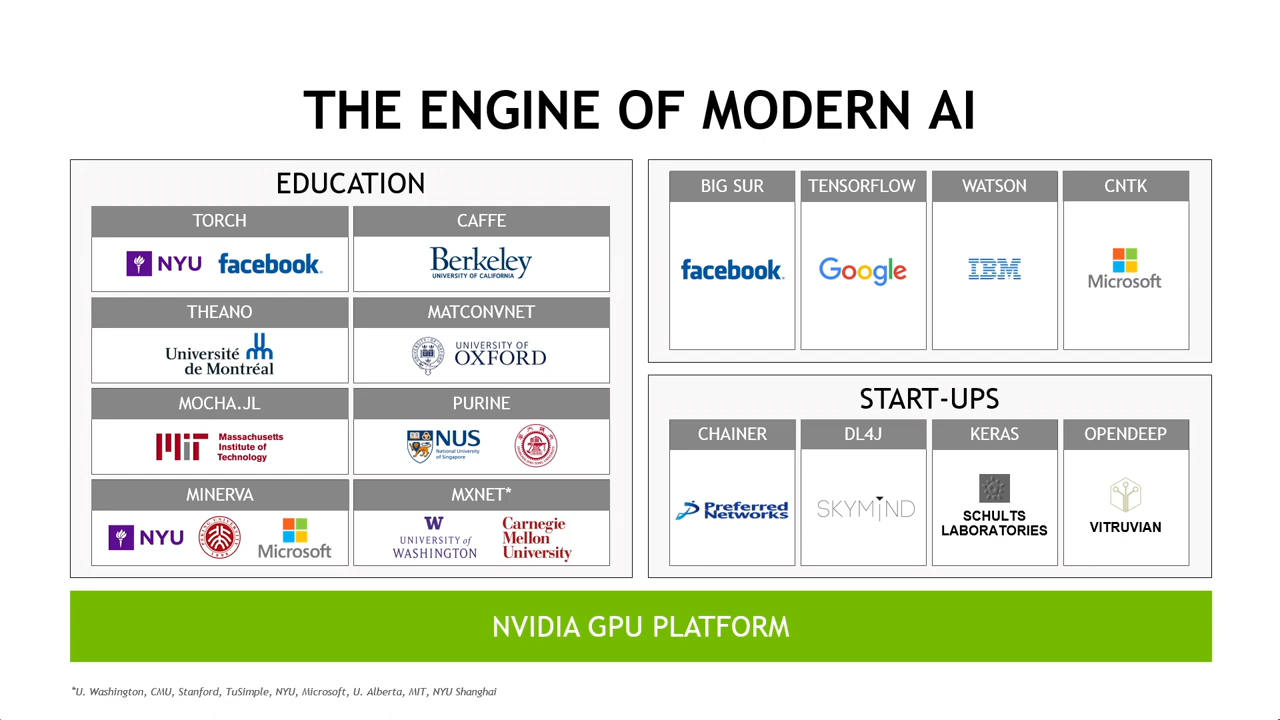 THE ENGINE OF MODERN AI
EDUCATION
TORCH
NYU facebook
CAFFE
Berkeley
UNIVERSITY OF CALIFORNIA
THEANO
Université
de Montréal
MATCONVNET
UNIVERSITY OF
OXFORD
MOCHA.JL
Massachusetts
Institute of
Technology
PURINE
NUS
National University
of Singapore
MINERVA
NYU Microsoft
MXNET*
W
UNIVERSITY of
WASHINGTON
Carnegie
Mellon
University
BIG SUR
facebook
TENSORFLOW
Google
WATSON
IBM
CNTK
Microsoft
START-UPS
CHAINER
Preferred
Networks
DL4J
SKYMIND
KERAS
SCHULTS
LABORATORIES
OPENDEEP
VITRUVIAN
NVIDIA GPU PLATFORM
*U. Washington, CMU, Stanford, TuSimple, NYU, Microsoft, U. Alberta, MIT, NYU Shanghai